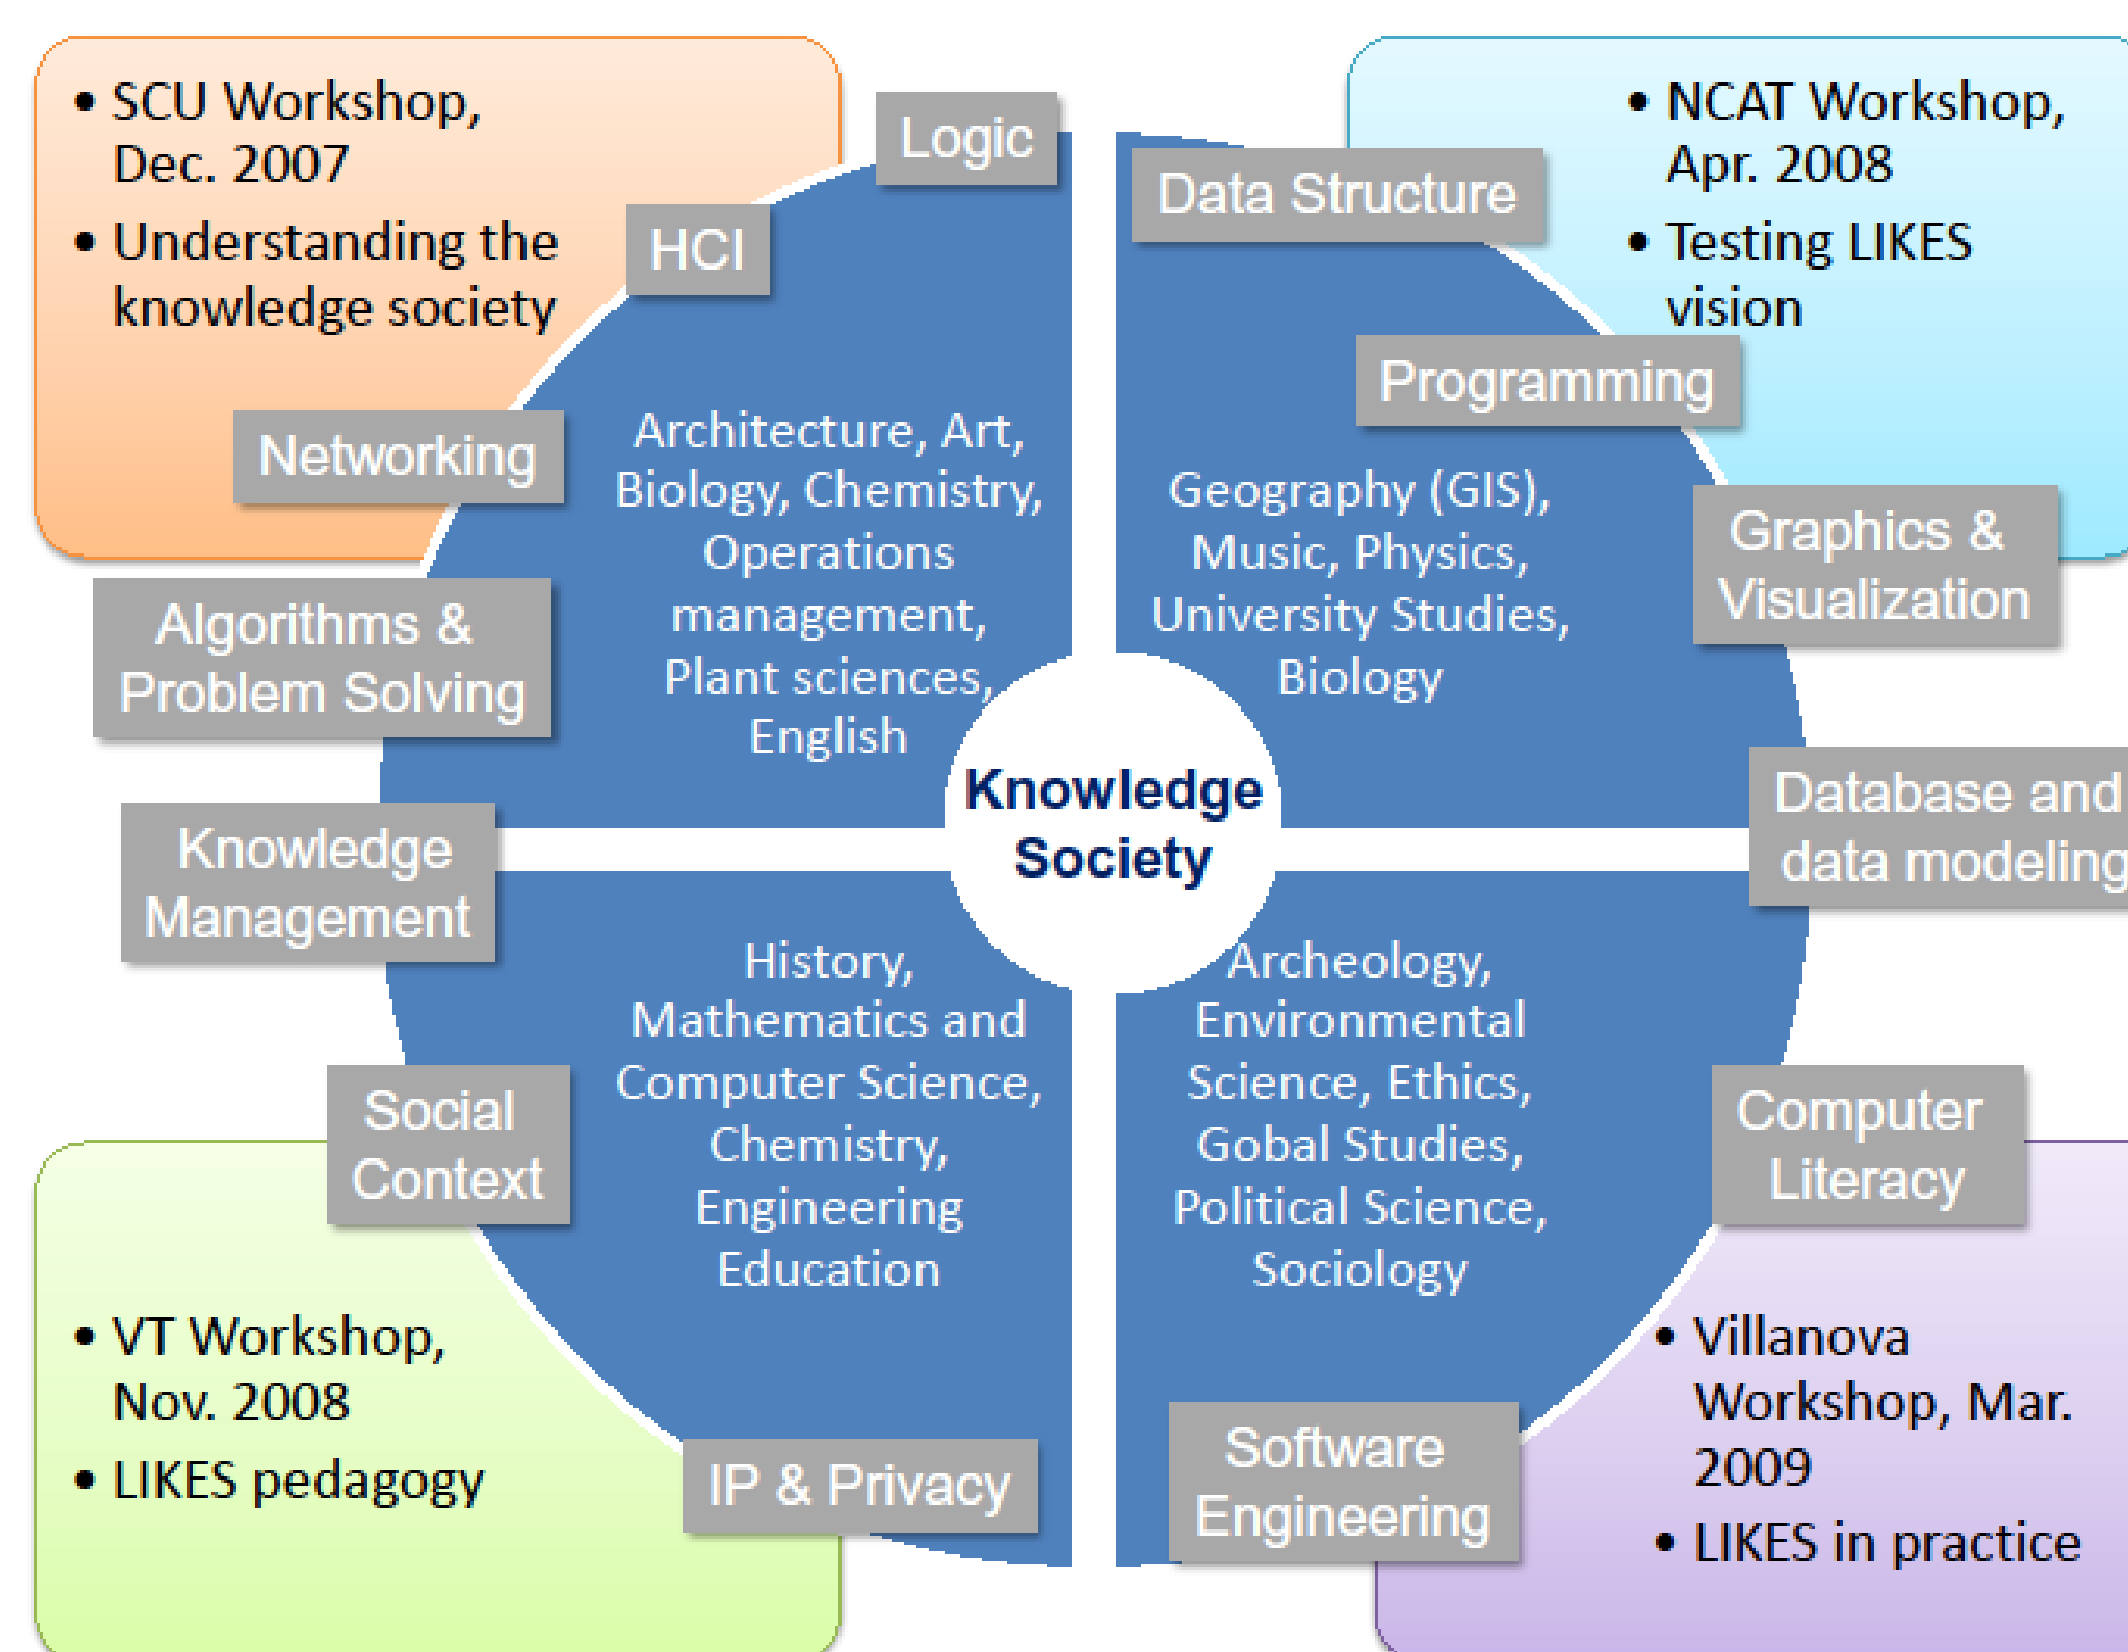 • SCU Workshop,
Dec. 2007
• Understanding the
knowledge society
Logic
HCI
Networking
Algorithms &
Problem Solving
Architecture, Art,
Biology, Chemistry,
Operations
management,
Plant sciences,
English
• NCAT Workshop,
Apr. 2008
• Testing LIKES
vision
Data Structure
Programming
Graphics &
Visualization
Geography (GIS),
Music, Physics,
University Studies,
Biology
Knowledge
Society
Database and
data modeling
Knowledge
Management
Social
Context
History,
Mathematics and
Computer Science,
Chemistry,
Engineering
Education
• VT Workshop,
Nov. 2008
• LIKES pedagogy
IP & Privacy
Archeology,
Environmental
Science, Ethics,
Gobal Studies,
Political Science,
Sociology
Computer
Literacy
Software
Engineering
• Villanova
Workshop, Mar.
2009
• LIKES in practice